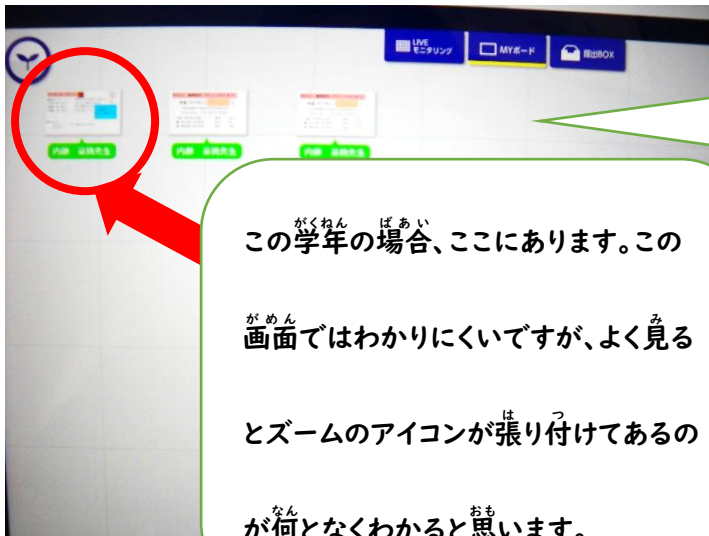 LIVE
モニタリング
MYボード
提出BOX
この学年の場合、ここにあります。この
画面ではわかりにくいですが、よく見る
とズームのアイコンが張り付けてあるの
が何となくわかると思います。